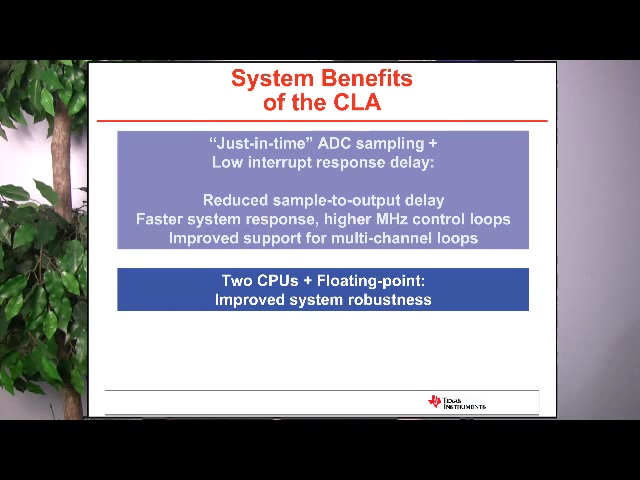 System Benefits
of the CLA
“Just-in-time” ADC sampling +
Low interrupt response delay:
Reduced sample-to-output delay
Faster system response, higher MHz control loops
Improved support for multi-channel loops
Two CPUs + Floating-point:
Improved system robustness
TEXAS
INSTRUMENTS